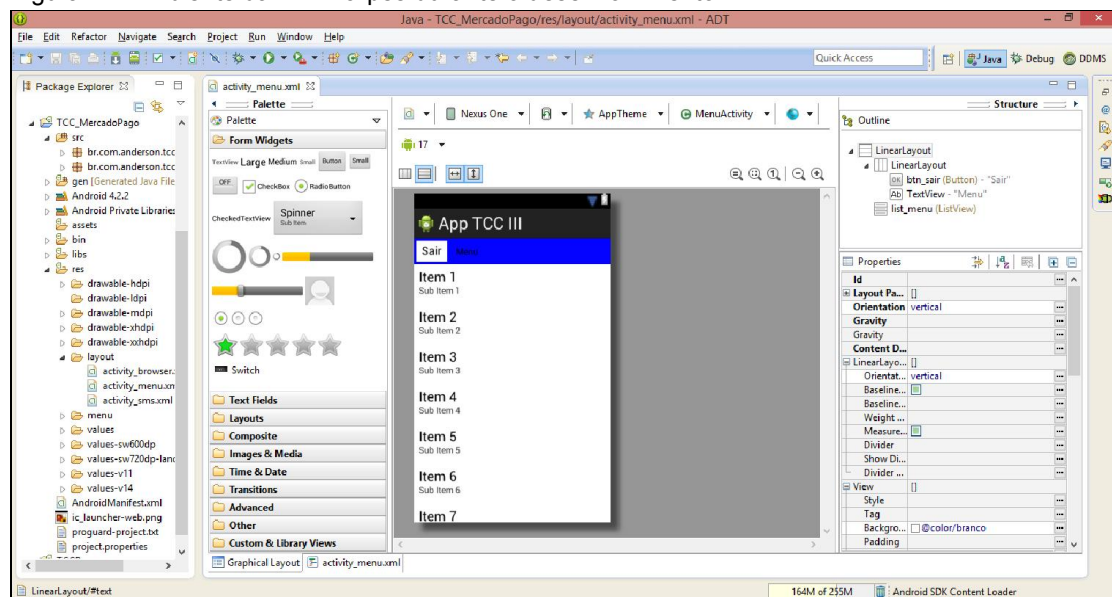 Java - TCC_MercadoPago/res/layout/activity_menu.xml - ADT
File Edit Refactor Navigate Search Project Run Window Help
Quick Access
Java
Debug
DDMS
Package Explorer
TCC_MercadoPago
src
br.com.anderson.tcc
br.com.anderson.tcc
gen [Generated Java File
Android 4.2.2
Android Private Libraries
assets
bin
libs
res
drawable-hdpi
drawable-ldpi
drawable-mdpi
drawable-xhdpi
drawable-xxhdpi
layout
activity_browser.
activity_menu.xm
activity_sms.xml
menu
values
values-sw600dp
values-sw720dp-land
values-v11
values-v14
AndroidManifest.xml
ic_launcher-web.png
proguard-project.txt
project.properties
activity_menu.xml
Palette
Palette
Form Widgets
TextView Large Medium Small Button Small
OFF CheckBox RadioButton
CheckedTextView Spinner
Sub Item
Switch
Text Fields
Layouts
Composite
Images & Media
Time & Date
Transitions
Advanced
Other
Custom & Library Views
Graphical Layout activity_menu.xml
Nexus One AppTheme MenuActivity
17
App TCC III
Sair Menu
Item 1
Sub Item 1
Item 2
Sub Item 2
Item 3
Sub Item 3
Item 4
Sub Item 4
Item 5
Sub Item 5
Item 6
Sub Item 6
Item 7
Structure
Outline
LinearLayout
LinearLayout
OK btn_sair (Button) - "Sair"
Ab TextView - "Menu"
list_menu (ListView)
Properties
Id
Layout Pa... []
Orientation vertical
Gravity
Gravity
Content D...
LinearLayo... []
Orientat... vertical
Baseline...
Baseline...
Weight ...
Measure...
Divider
Show Di...
Divider ...
View []
Style
Tag
Backgro... @color/branco
Padding
LinearLayout/#text
164M of 255M
Android SDK Content Loader